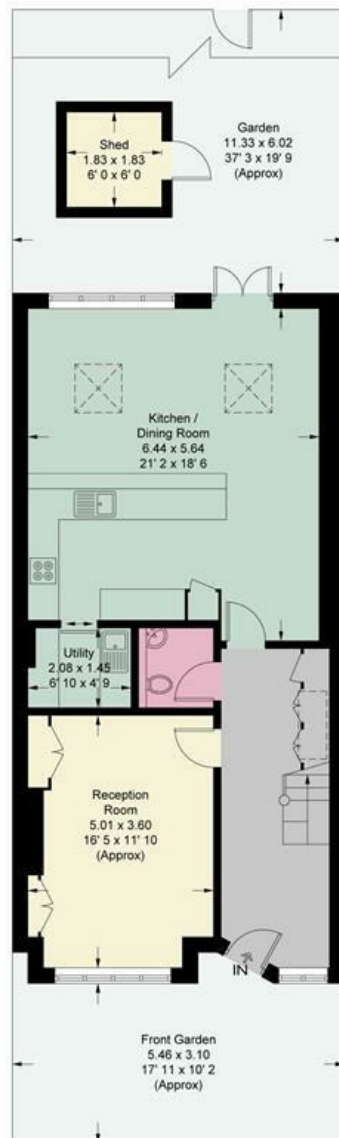 Garden
11.33 x 6.02
37' 3 x 19' 9
(Approx)
Shed
1.83 x 1.83
6' 0 x 6' 0
Kitchen /
Dining Room
6.44 x 5.64
21' 2 x 18' 6
Utility
2.08 x 1.45
6' 10 x 4' 9
Reception
Room
5.01 x 3.60
16' 5 x 11' 10
(Approx)
IN
Front Garden
5.46 x 3.10
17' 11 x 10' 2
(Approx)